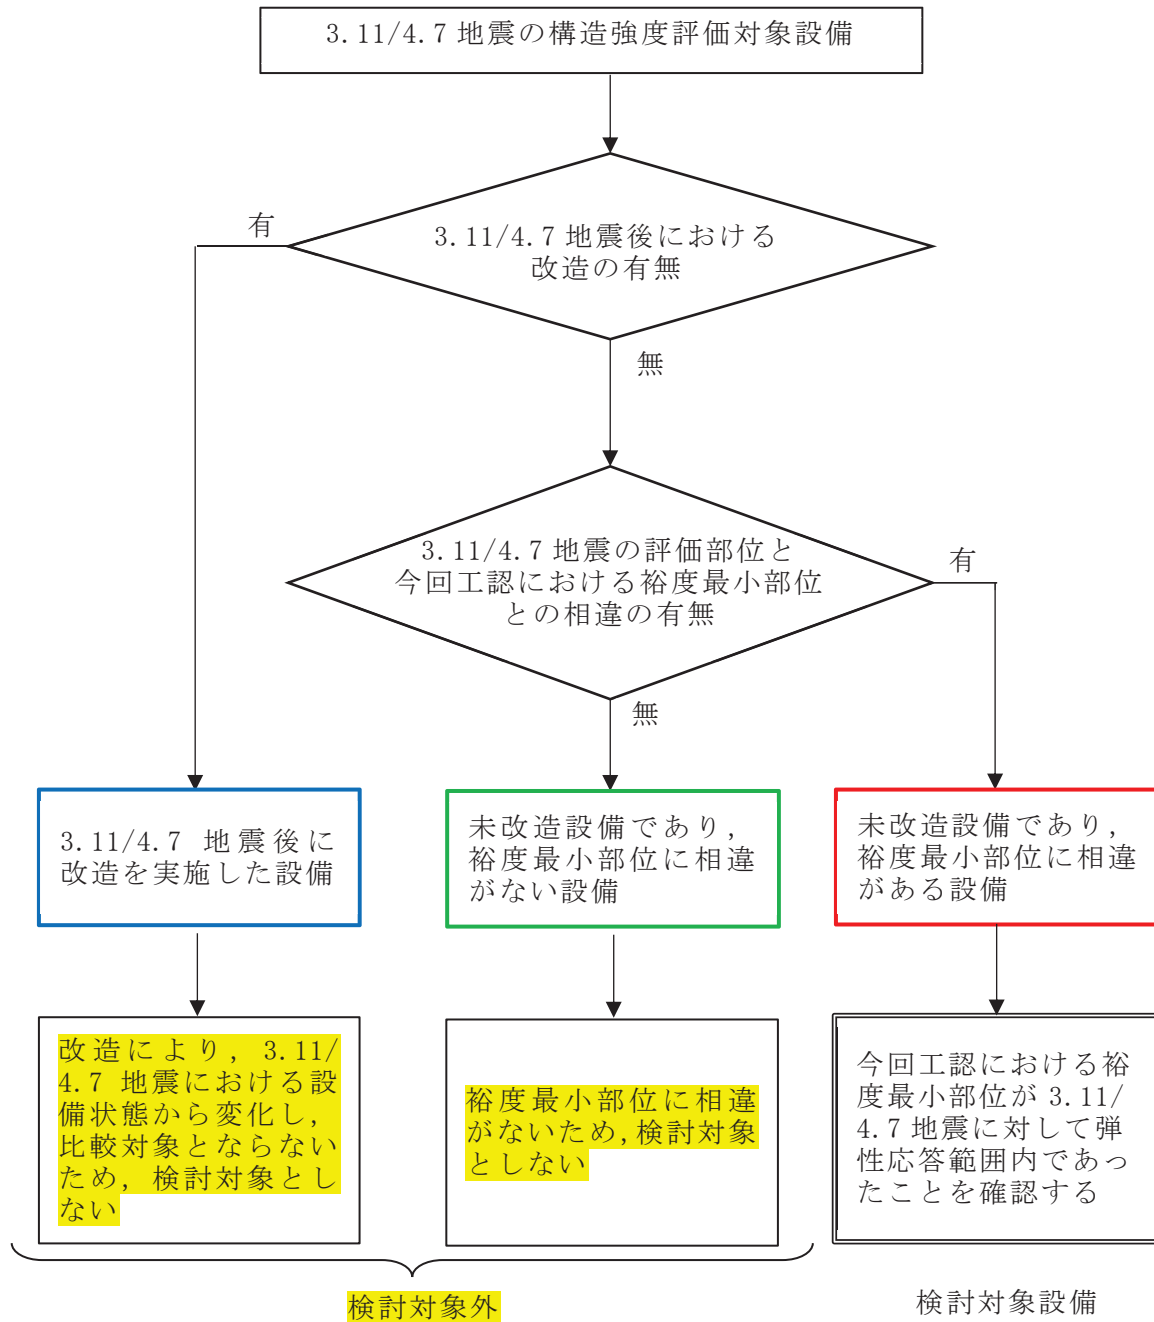 3.11/4.7 地震の構造強度評価対象設備
3.11/4.7 地震後における
改造の有無
有
無
3.11/4.7 地震の評価部位と
今回工認における裕度最小部位
との相違の有無
有
無
3.11/4.7 地震後に
改造を実施した設備
未改造設備であり,
裕度最小部位に相違
がない設備
未改造設備であり,
裕度最小部位に相違
がある設備
改造により, 3.11/
4.7 地震における設
備状態から変化し,
比較対象とならない
ため, 検討対象とし
ない
裕度最小部位に相違
がないため, 検討対象
としない
今回工認における裕
度最小部位が 3.11/
4.7 地震に対して弾
性応答範囲内であっ
たことを確認する
検討対象外
検討対象設備